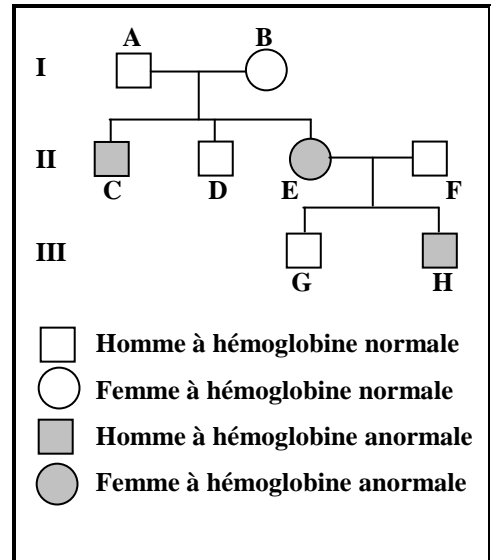 A B
I
II
C D E F
III
G H
Homme à hémoglobine normale
Femme à hémoglobine normale
Homme à hémoglobine anormale
Femme à hémoglobine anormale